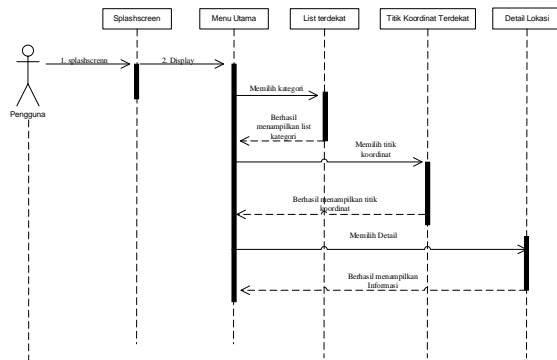 Splashscreen
Menu Utama
List terdekat
Titik Koordinat Terdekat
Detail Lokasi
1. splashscrenn
2. Display
Pengguna
Memilih kategori
Berhasil
menampilkan list
kategori
Memilih titik
koordinat
Berhasil menampilkan titik
koordinat
Memilih Detail
Berhasil menampilkan
Informasi